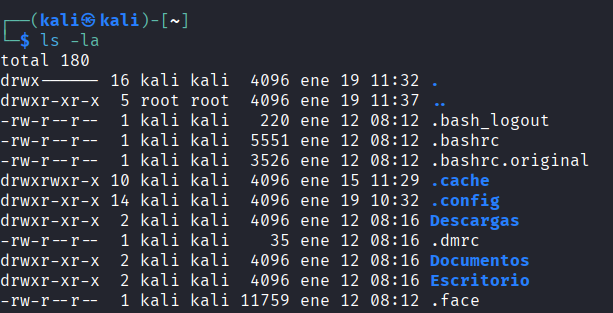 ┌──(kali㉿kali)-[~]
└─$ ls -la
total 180
drwx------ 16 kali kali  4096 ene 19 11:32 .
drwxr-xr-x  5 root root  4096 ene 19 11:37 ..
-rw-r--r--  1 kali kali   220 ene 12 08:12 .bash_logout
-rw-r--r--  1 kali kali  5551 ene 12 08:12 .bashrc
-rw-r--r--  1 kali kali  3526 ene 12 08:12 .bashrc.original
drwxrwxr-x 10 kali kali  4096 ene 15 11:29 .cache
drwxr-xr-x 14 kali kali  4096 ene 19 10:32 .config
drwxr-xr-x  2 kali kali  4096 ene 12 08:16 Descargas
-rw-r--r--  1 kali kali    35 ene 12 08:16 .dmrc
drwxr-xr-x  2 kali kali  4096 ene 12 08:16 Documentos
drwxr-xr-x  2 kali kali  4096 ene 12 08:16 Escritorio
-rw-r--r--  1 kali kali 11759 ene 12 08:12 .face